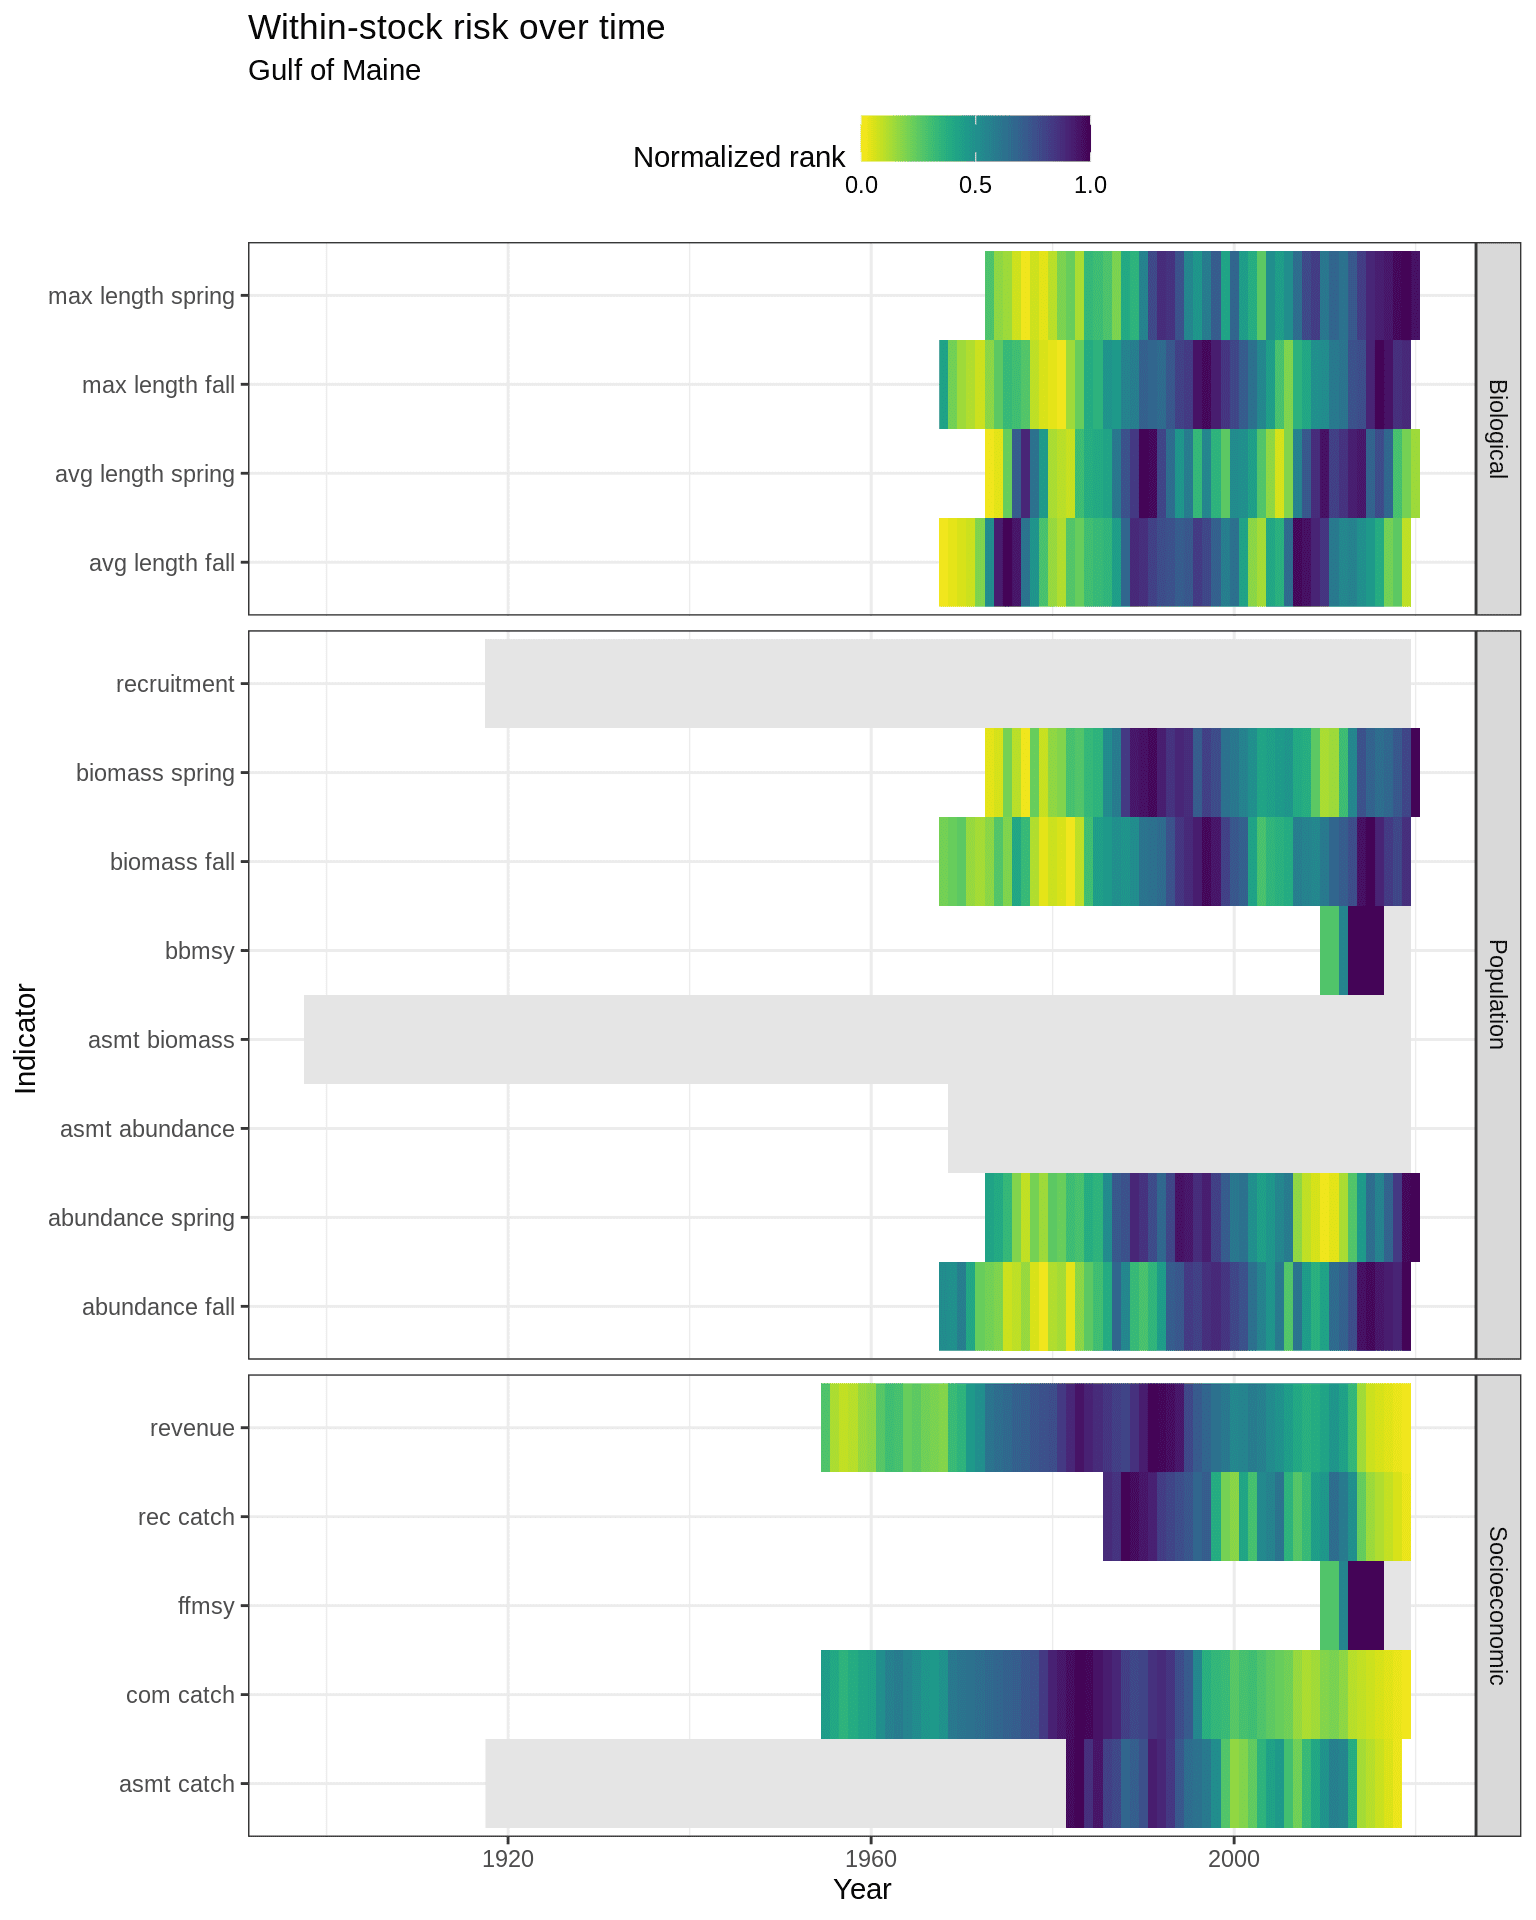 Within-stock risk over time
Gulf of Maine
Normalized rank
0.0 0.5 1.0
max length spring
max length fall
avg length spring
avg length fall
Biological
recruitment
biomass spring
biomass fall
bbmsy
asmt biomass
asmt abundance
abundance spring
abundance fall
Population
revenue
rec catch
ffmsy
com catch
asmt catch
Socioeconomic
Indicator
1920 1960 2000
Year